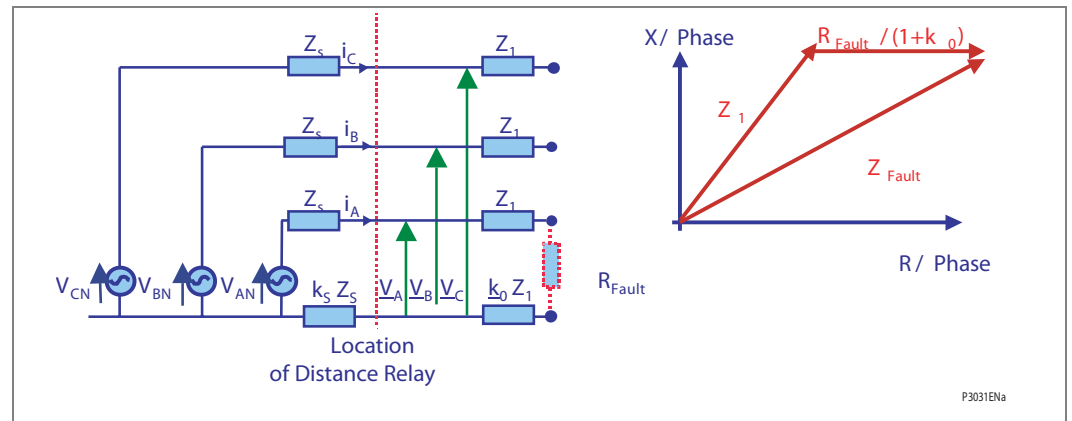 Z_s i_C Z_1
Z_s i_B Z_1
Z_s i_A Z_1
V_CN V_BN V_AN
k_S Z_S V_A V_B V_C k_0 Z_1
R_Fault
Location
of Distance Relay
X / Phase
R_Fault /(1+k_0)
Z_1
Z_Fault
R / Phase
P3031ENa